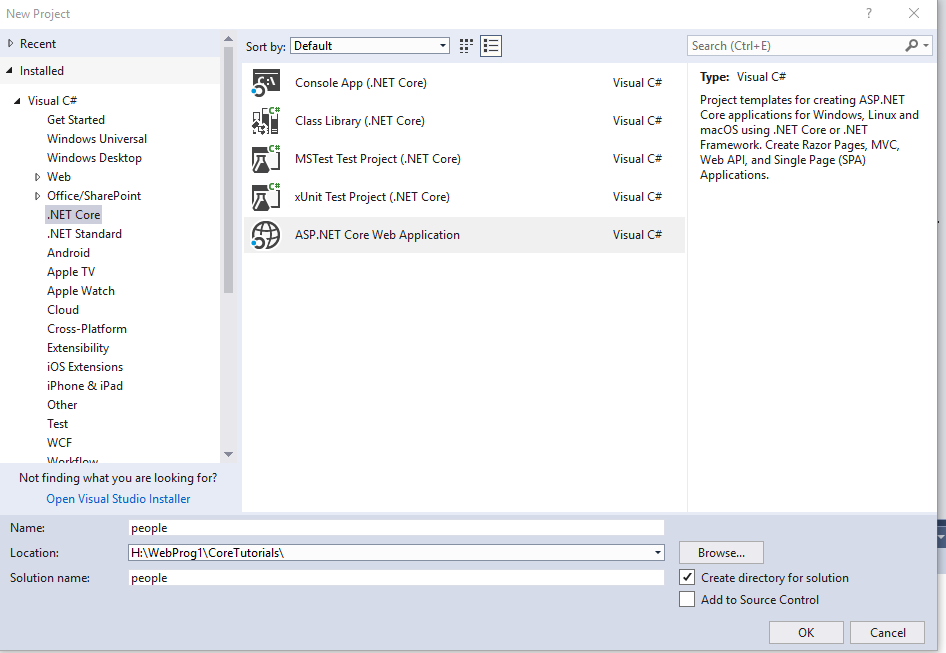 New Project
?
Recent
Installed
Visual C#
Get Started
Windows Universal
Windows Desktop
Web
Office/SharePoint
.NET Core
.NET Standard
Android
Apple TV
Apple Watch
Cloud
Cross-Platform
Extensibility
iOS Extensions
iPhone & iPad
Other
Test
WCF
Workflow
Not finding what you are looking for?
Open Visual Studio Installer
Sort by: Default
Console App (.NET Core) Visual C#
Class Library (.NET Core) Visual C#
MSTest Test Project (.NET Core) Visual C#
xUnit Test Project (.NET Core) Visual C#
ASP.NET Core Web Application Visual C#
Search (Ctrl+E)
Type: Visual C#
Project templates for creating ASP.NET
Core applications for Windows, Linux and
macOS using .NET Core or .NET
Framework. Create Razor Pages, MVC,
Web API, and Single Page (SPA)
Applications.
Name: people
Location: H:\WebProg1\CoreTutorials\ Browse...
Solution name: people
Create directory for solution
Add to Source Control
OK Cancel